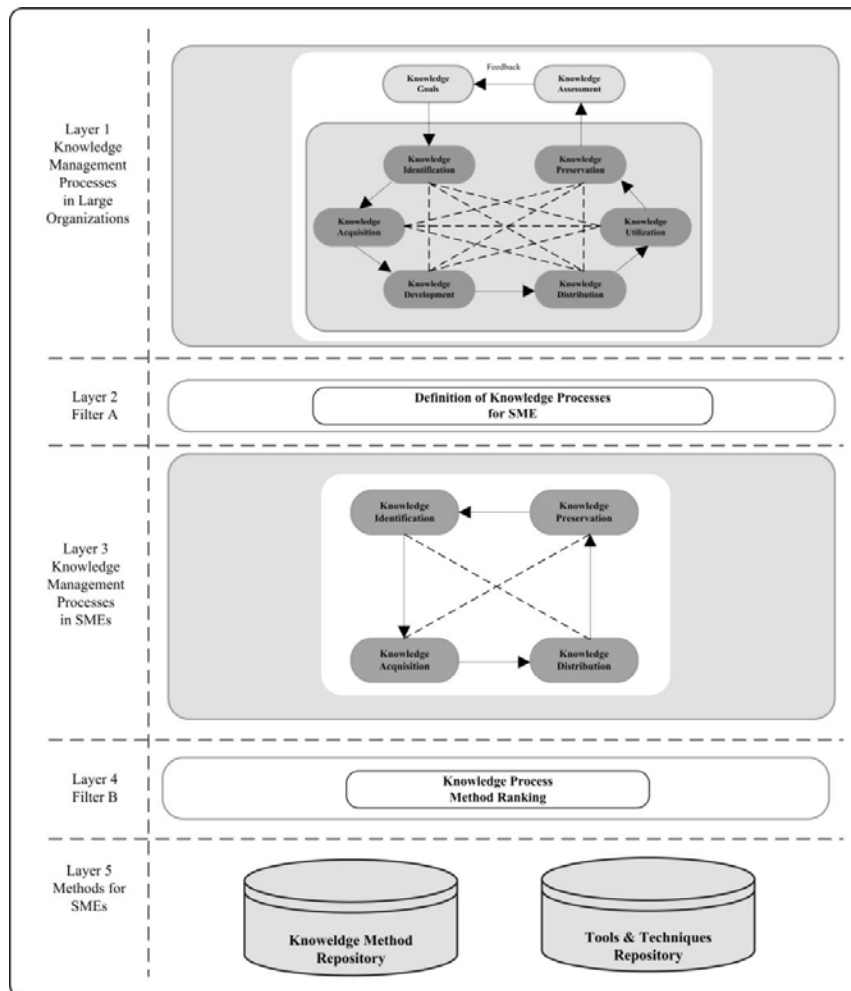 Layer 1
Knowledge
Management
Processes
in Large
Organizations
Feedback
Knowledge
Goals
Knowledge
Assessment
Knowledge
Identification
Knowledge
Preservation
Knowledge
Acquisition
Knowledge
Utilization
Knowledge
Development
Knowledge
Distribution
Layer 2
Filter A
Definition of Knowledge Processes
for SME
Layer 3
Knowledge
Management
Processes
in SMEs
Knowledge
Identification
Knowledge
Preservation
Knowledge
Acquisition
Knowledge
Distribution
Layer 4
Filter B
Knowledge Process
Method Ranking
Layer 5
Methods for
SMEs
Knoweldge Method
Repository
Tools & Techniques
Repository